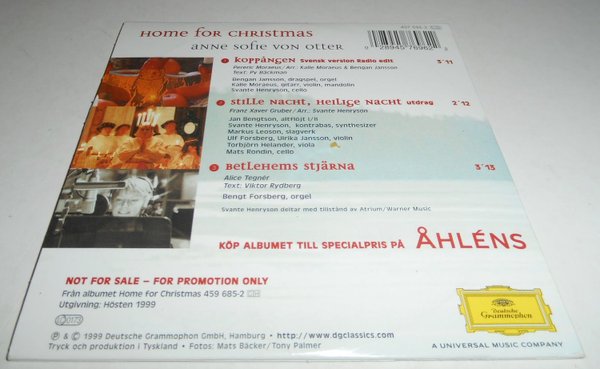 HOME FOR CHRISTMAS
ANNE SOFIE VON OTTER
0 28945 76962 2
1 KOPPÅNGEN Svensk version Radio edit 3'11
Pereric Moraeus/ Arr: Kalle Moraeus & Bengan Jansson
Text: Py Bäckman
Bengan Jansson, dragspel, orgel
Kalle Moraeus, gitarr, violin, mandolin
Svante Henryson, cello
2 STILLE NACHT, HEILIGE NACHT utdrag 2'12
Franz Xaver Gruber/ Arr: Svante Henryson
Jan Bengtson, altflöjt I/II
Svante Henryson, kontrabas, synthesizer
Markus Leoson, slagverk
Ulf Forsberg, Ulrika Jansson, violin
Torbjörn Helander, viola
Mats Rondin, cello
3 BETLEHEMS STJÄRNA 3'13
Alice Tegnér
Text: Viktor Rydberg
Bengt Forsberg, orgel
Svante Henryson deltar med tillstånd av Atrium/Warner Music
KÖP ALBUMET TILL SPECIALPRIS PÅ ÅHLÉNS
NOT FOR SALE – FOR PROMOTION ONLY
Från albumet Home for Christmas 459 685-2 GH
Utgivning: Hösten 1999
Deutsche
Grammophon
℗ & © 1999 Deutsche Grammophon GmbH, Hamburg • http://www.dgclassics.com
Tryck och produktion i Tyskland • Fotos: Mats Bäcker/Tony Palmer
A UNIVERSAL MUSIC COMPANY